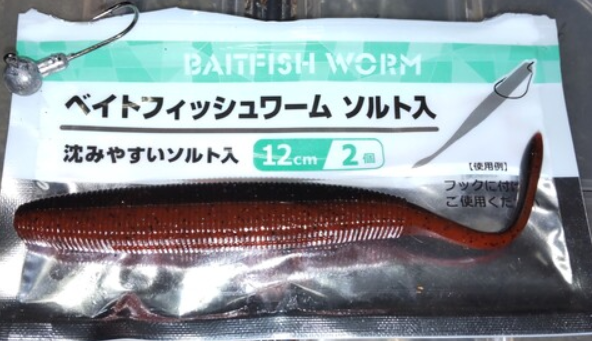 BAITFISH WORM
ベイトフィッシュワーム ソルト入
沈みやすいソルト入 12cm / 2個
【使用例】
フックに付け
ご使用くだ